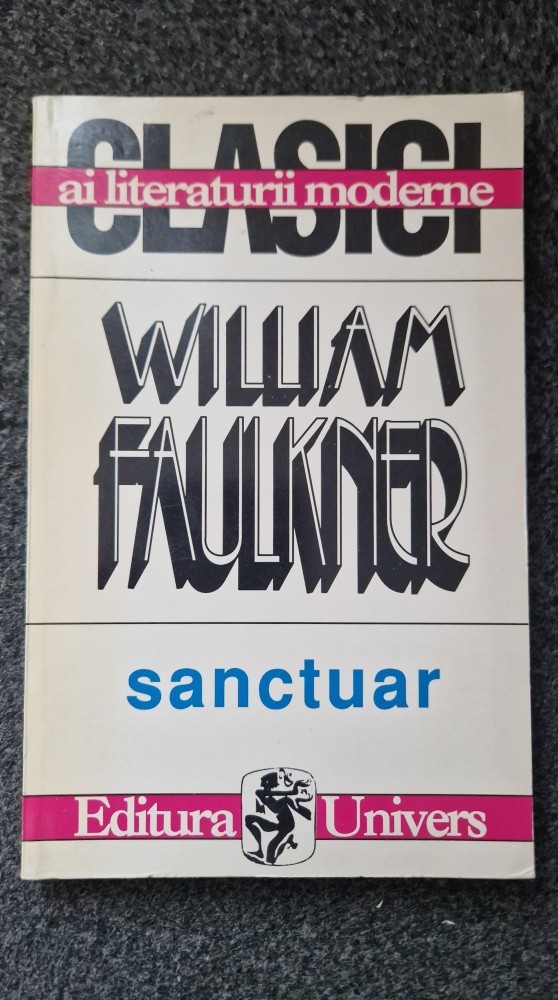 CLASICI
ai literaturii moderne
WILLIAM
FAULKNER
sanctuar
Editura Univers